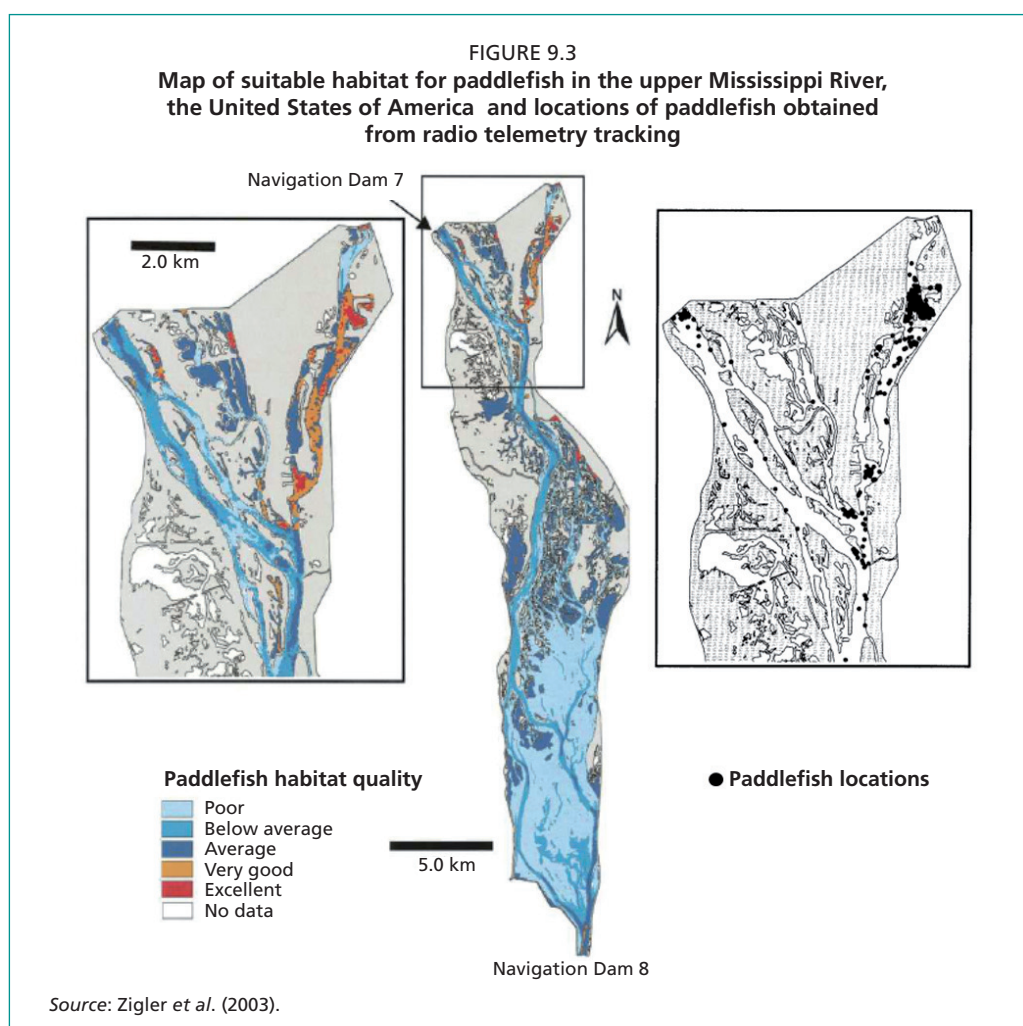 FIGURE 9.3
Map of suitable habitat for paddlefish in the upper Mississippi River,
the United States of America and locations of paddlefish obtained
from radio telemetry tracking
Navigation Dam 7
2.0 km
N
Paddlefish habitat quality
Poor
Below average
Average
Very good
Excellent
No data
5.0 km
Paddlefish locations
Navigation Dam 8
Source: Zigler et al. (2003).